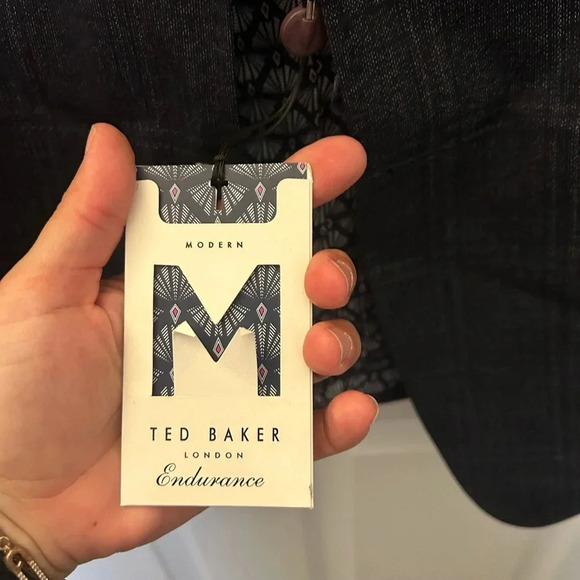 MODERN
M
TED BAKER
LONDON
Endurance